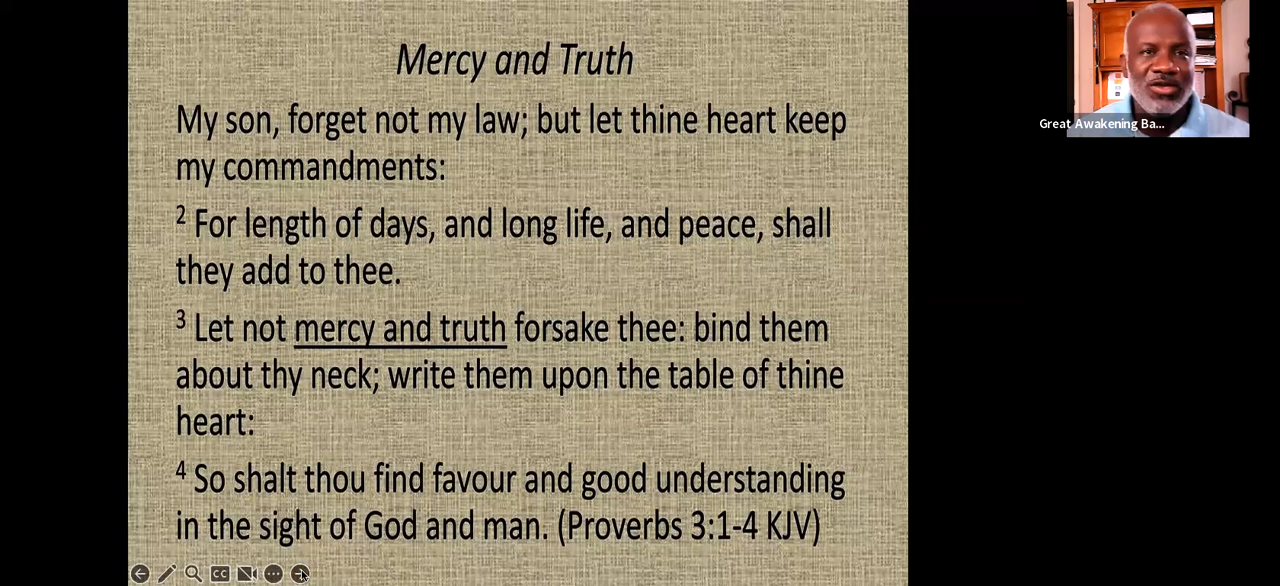 Mercy and Truth
My son, forget not my law; but let thine heart keep
my commandments:
2 For length of days, and long life, and peace, shall
they add to thee.
3 Let not mercy and truth forsake thee: bind them
about thy neck; write them upon the table of thine
heart:
4 So shalt thou find favour and good understanding
in the sight of God and man. (Proverbs 3:1-4 KJV)
Great Awakening Ba...
CC